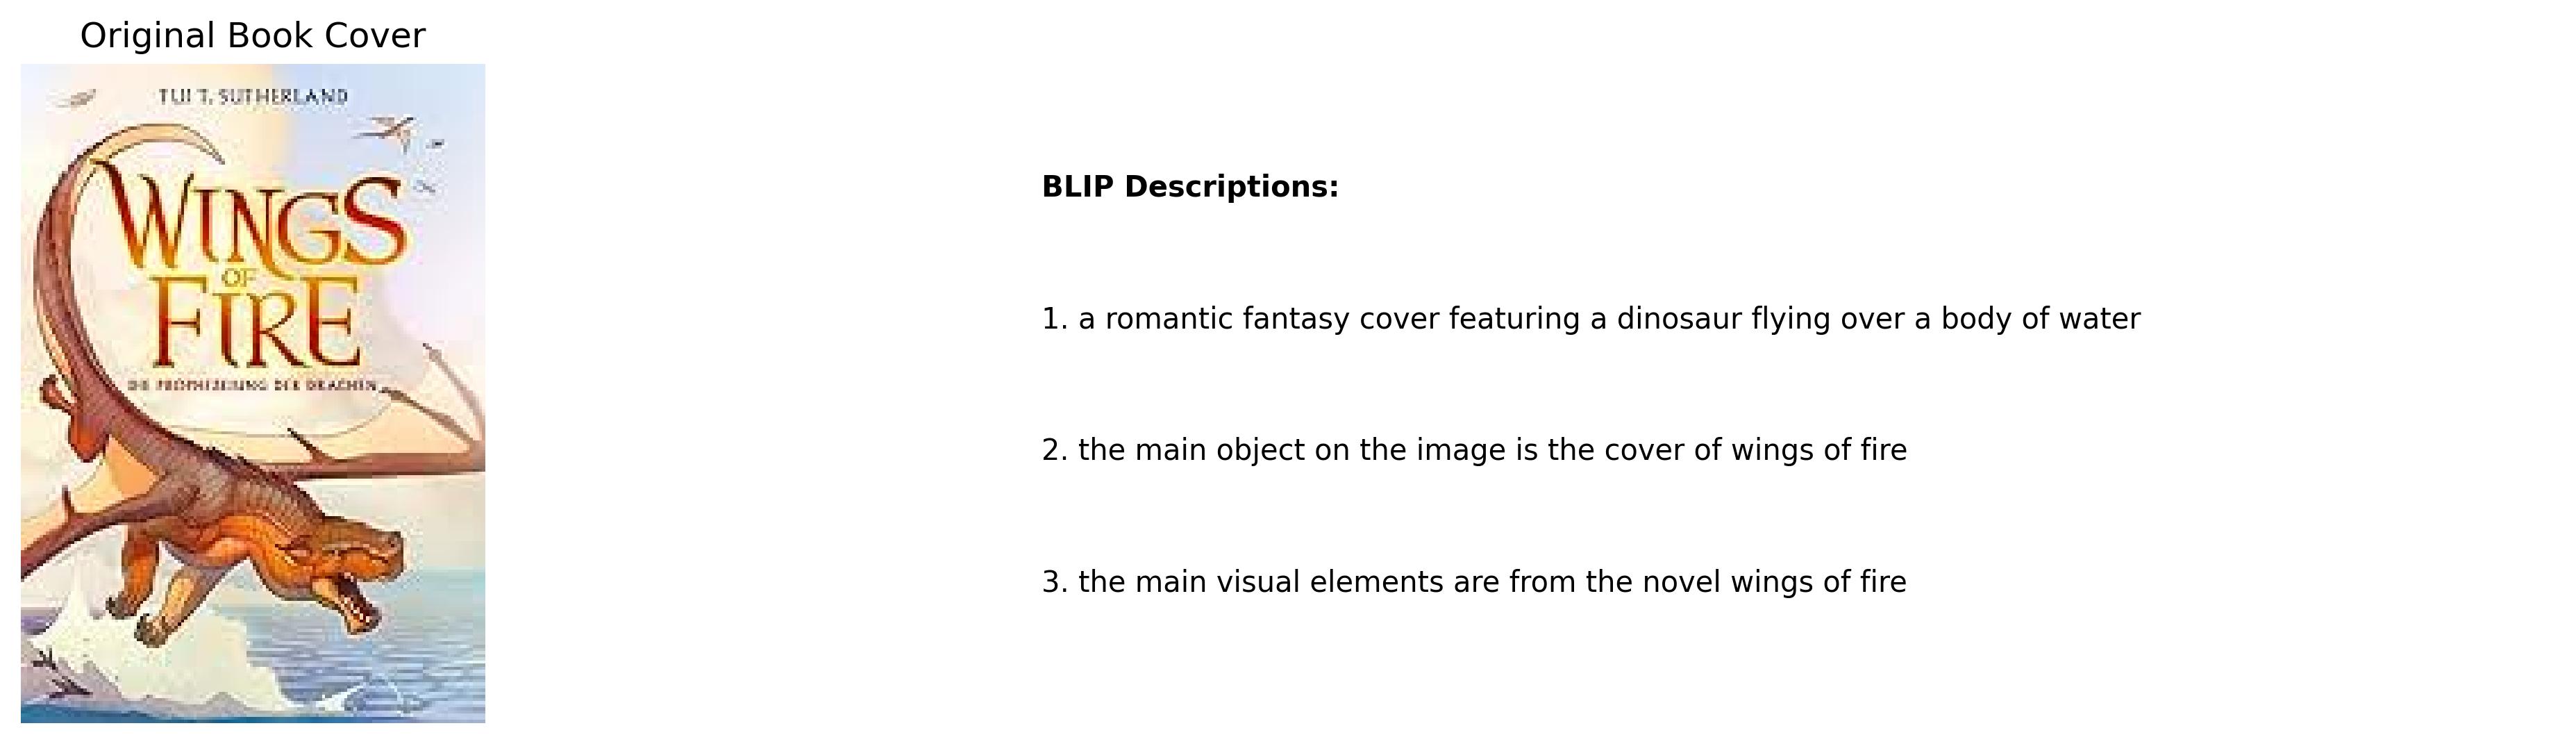 Original Book Cover
TUI T. SUTHERLAND
WINGS
OF
FIRE
DIE PROPHEZEIUNG DER DRACHEN
BLIP Descriptions:
1. a romantic fantasy cover featuring a dinosaur flying over a body of water
2. the main object on the image is the cover of wings of fire
3. the main visual elements are from the novel wings of fire